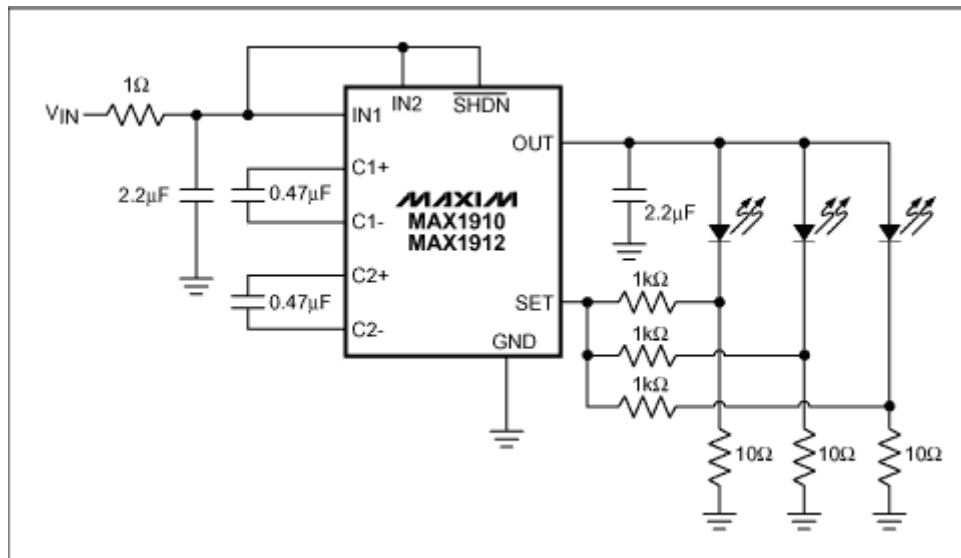 1Ω
VIN
IN1
IN2
SHDN
OUT
C1+
2.2µF
0.47µF
C1-
MAXIM
MAX1910
MAX1912
2.2µF
C2+
0.47µF
C2-
SET
1kΩ
1kΩ
1kΩ
GND
10Ω
10Ω
10Ω